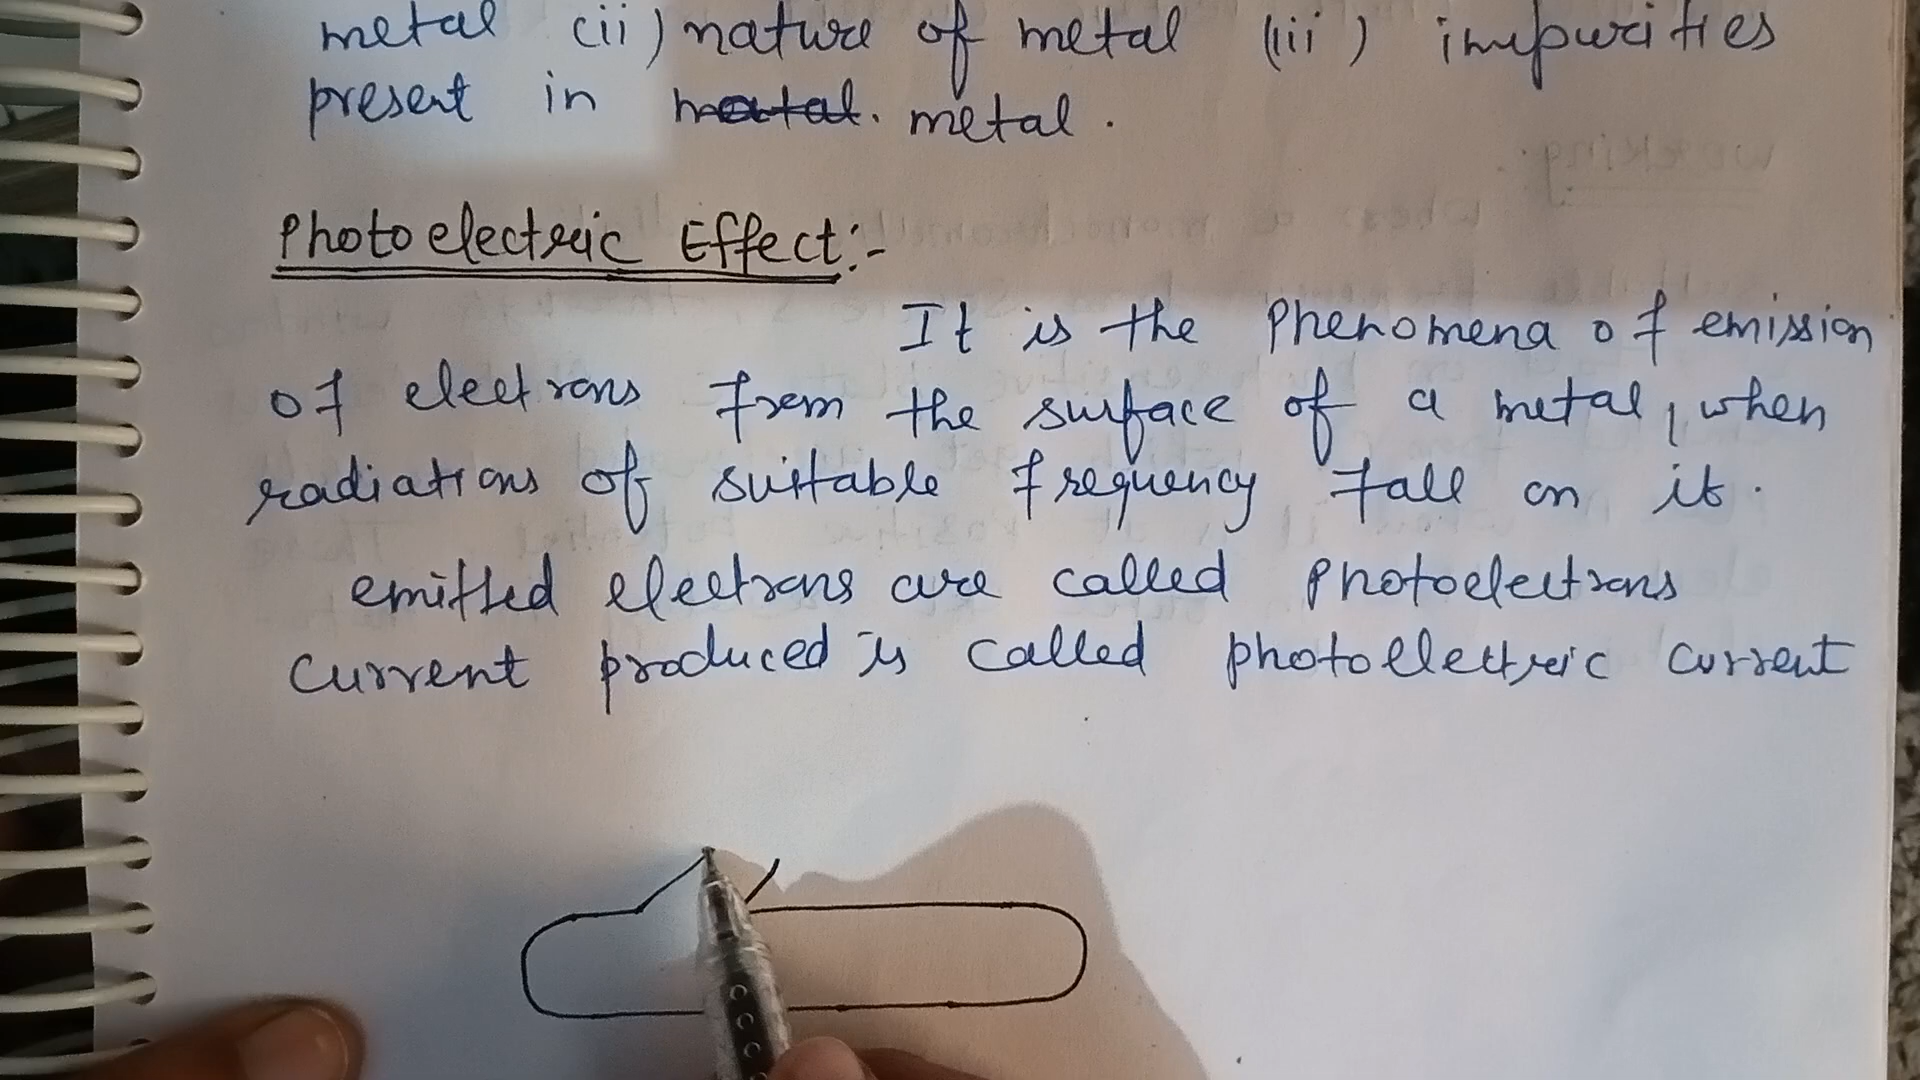 metal (ii) nature of metal (iii) impurities
present in metal.
Photoelectric Effect:-
It is the Phenomena of emission
of electrons from the surface of a metal, when
radiations of suitable frequency fall on it.
emitted electrons are called Photoelectrons
Current produced is called photoelectric current